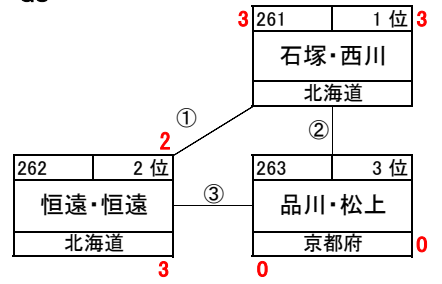 3 261 1 位 3
石塚・西川
北海道
①
②
2
262 2 位
263 3 位
恒遠・恒遠
③
品川・松上
北海道
京都府 0
3
0